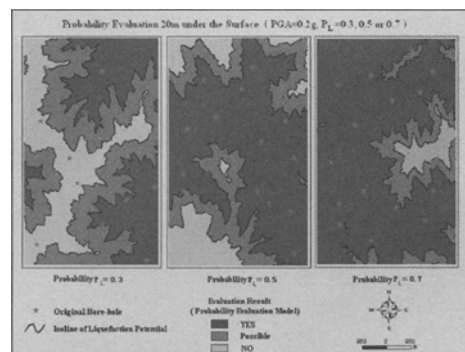 Probability Evaluation 20m under the Surface ( PGA=0.2g, PL=0.3, 0.5 or 0.7 )
Probability PL= 0.3
Probability PL= 0.5
Probability PL= 0.7
Original Bore-hole
Isoline of Liquefaction Potential
Evaluation Result
( Probability Evaluation Model )
YES
Possible
NO
N
W
E
S
0